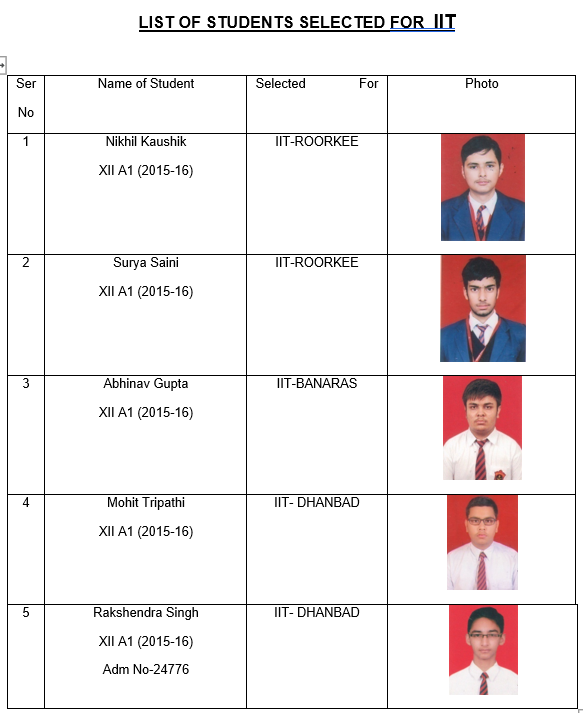 LIST OF STUDENTS SELECTED FOR IIT
Ser No Name of Student Selected For Photo
1 Nikhil Kaushik IIT-ROORKEE
XII A1 (2015-16)
2 Surya Saini IIT-ROORKEE
XII A1 (2015-16)
3 Abhinav Gupta IIT-BANARAS
XII A1 (2015-16)
4 Mohit Tripathi IIT- DHANBAD
XII A1 (2015-16)
5 Rakshendra Singh IIT- DHANBAD
XII A1 (2015-16)
Adm No-24776